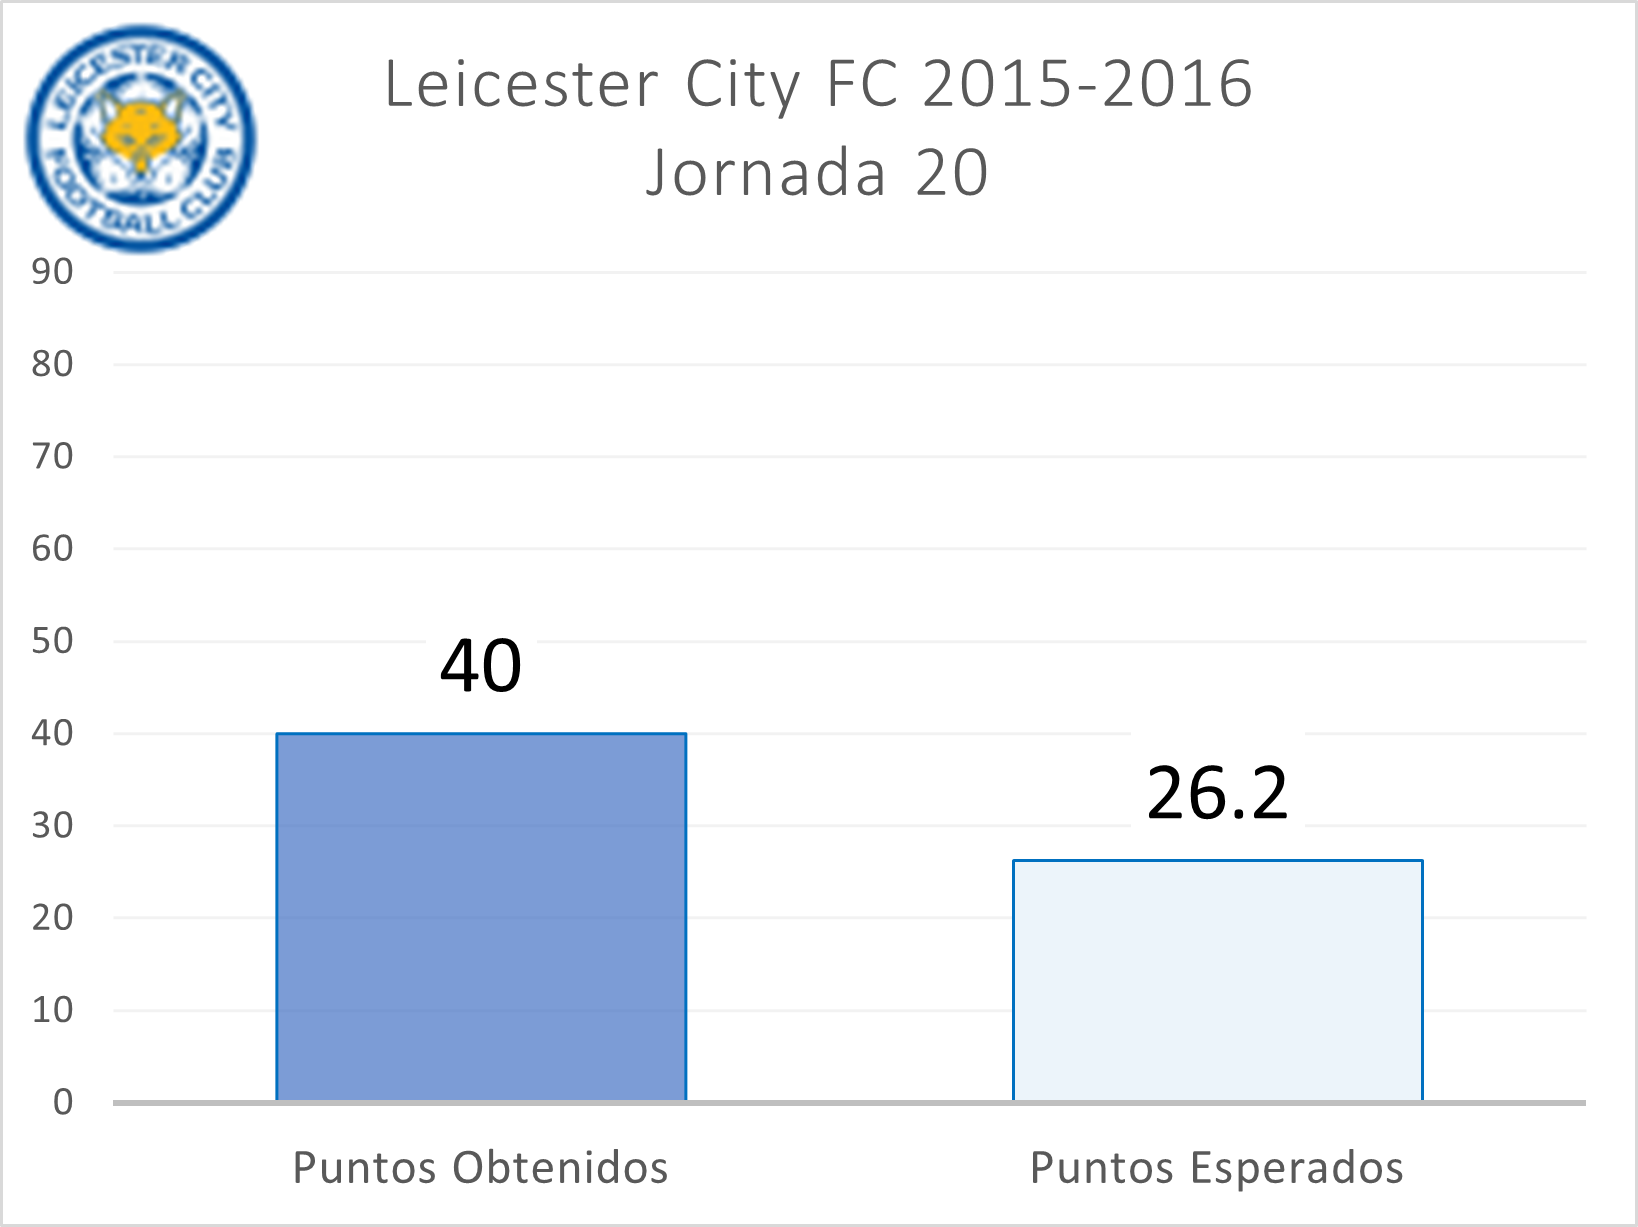 LEICESTER CITY
FOOTBALL CLUB
Leicester City FC 2015-2016
Jornada 20
90
80
70
60
50
40
30
20
10
0
40
26.2
Puntos Obtenidos
Puntos Esperados